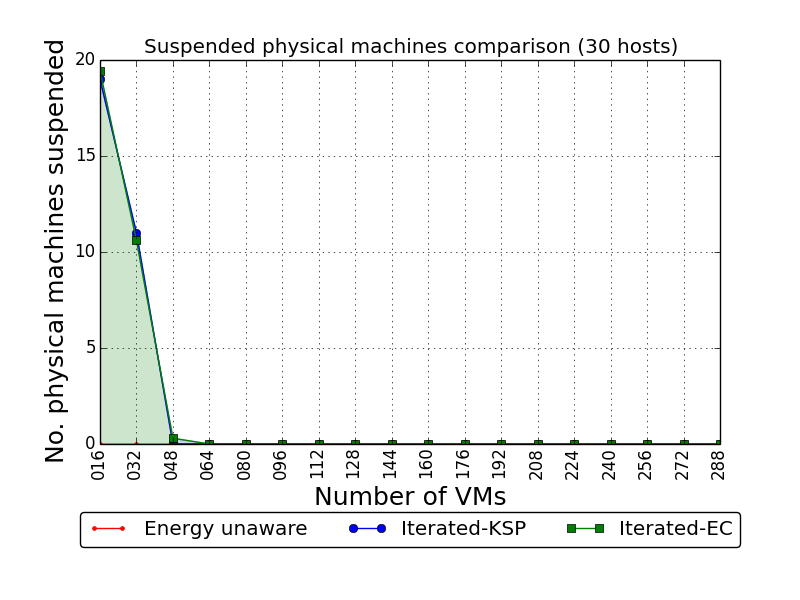 Suspended physical machines comparison (30 hosts)
No. physical machines suspended
20
15
10
5
0
016 032 048 064 080 096 112 128 144 160 176 192 208 224 240 256 272 288
Number of VMs
Energy unaware Iterated-KSP Iterated-EC